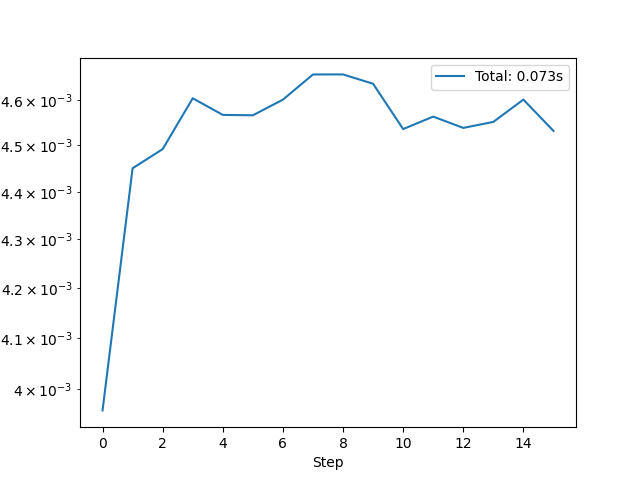 Total: 0.073s
4.6 × 10⁻³
4.5 × 10⁻³
4.4 × 10⁻³
4.3 × 10⁻³
4.2 × 10⁻³
4.1 × 10⁻³
4 × 10⁻³
0 2 4 6 8 10 12 14
Step